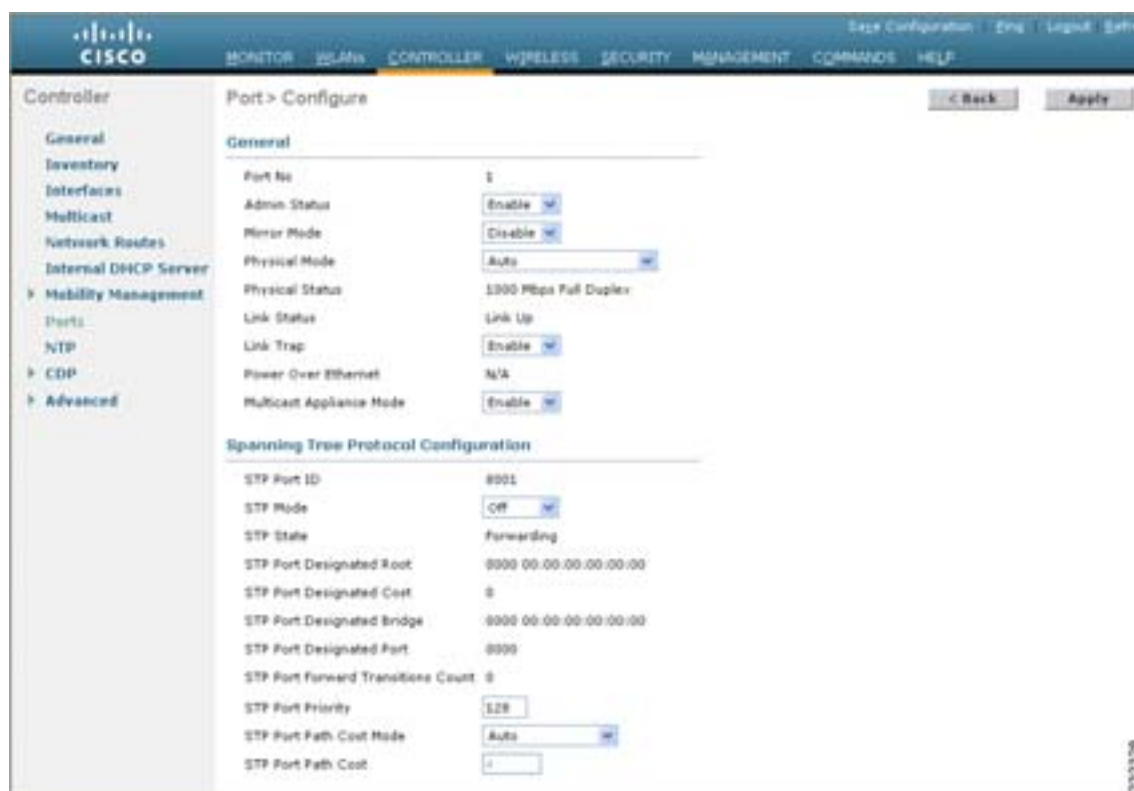 Save Configuration Ping Logout Refr
CISCO
MONITOR WLANs CONTROLLER WIRELESS SECURITY MANAGEMENT COMMANDS HELP
Controller
General
Inventory
Interfaces
Multicast
Network Routes
Internal DHCP Server
Mobility Management
Ports
NTP
CDP
Advanced
Port > Configure
< Back Apply
General
Port No 1
Admin Status Enable
Mirror Mode Disable
Physical Mode Auto
Physical Status 1000 Mbps Full Duplex
Link Status Link Up
Link Trap Enable
Power Over Ethernet N/A
Multicast Appliance Mode Enable
Spanning Tree Protocol Configuration
STP Port ID 8001
STP Mode Off
STP State Forwarding
STP Port Designated Root 0000 00:00:00:00:00:00
STP Port Designated Cost 0
STP Port Designated Bridge 0000 00:00:00:00:00:00
STP Port Designated Port 0000
STP Port Forward Transitions Count 0
STP Port Priority 128
STP Port Path Cost Mode Auto
STP Port Path Cost